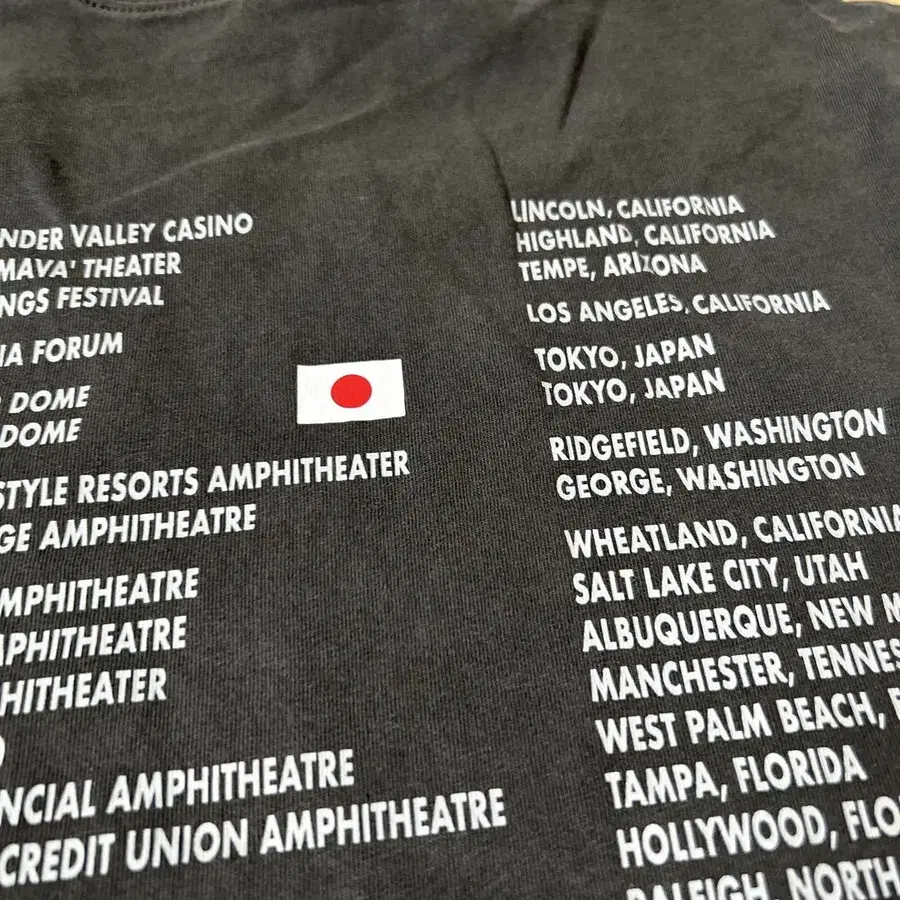 NDER VALLEY CASINO LINCOLN, CALIFORNIA
MAVA' THEATER HIGHLAND, CALIFORNIA
NGS FESTIVAL TEMPE, ARIZONA
IA FORUM LOS ANGELES, CALIFORNIA
DOME TOKYO, JAPAN
DOME TOKYO, JAPAN
STYLE RESORTS AMPHITHEATER RIDGEFIELD, WASHINGTON
GE AMPHITHEATRE GEORGE, WASHINGTON
MPHITHEATRE WHEATLAND, CALIFORNIA
PHITHEATRE SALT LAKE CITY, UTAH
HITHEATER ALBUQUERQUE, NEW M
MANCHESTER, TENNES
NCIAL AMPHITHEATRE WEST PALM BEACH, F
CREDIT UNION AMPHITHEATRE TAMPA, FLORIDA
HOLLYWOOD, FLO
RALEIGH, NORTH